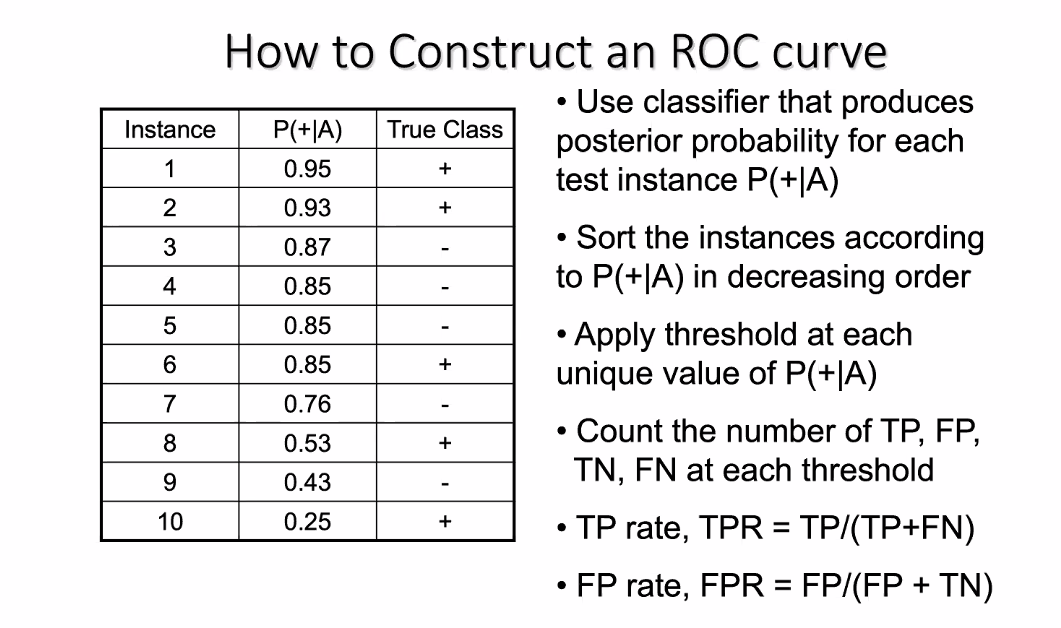 How to Construct an ROC curve
Instance P(+|A) True Class
1 0.95 +
2 0.93 +
3 0.87 -
4 0.85 -
5 0.85 -
6 0.85 +
7 0.76 -
8 0.53 +
9 0.43 -
10 0.25 +
• Use classifier that produces
posterior probability for each
test instance P(+|A)
• Sort the instances according
to P(+|A) in decreasing order
• Apply threshold at each
unique value of P(+|A)
• Count the number of TP, FP,
TN, FN at each threshold
• TP rate, TPR = TP/(TP+FN)
• FP rate, FPR = FP/(FP + TN)